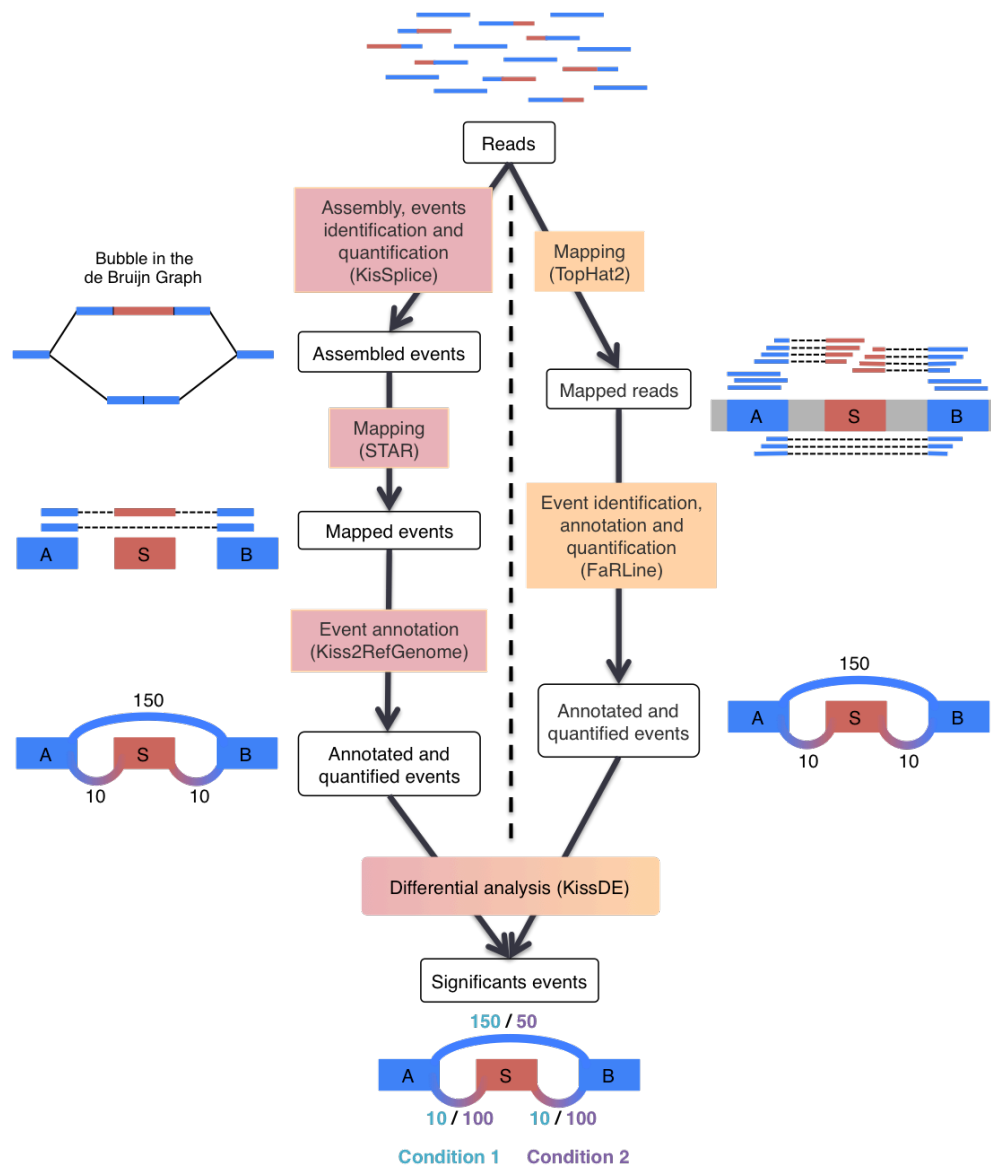 Reads
Assembly, events
identification and
quantification
(KisSplice)
Mapping
(TopHat2)
Bubble in the
de Bruijn Graph
Assembled events
Mapped reads
A S B
Mapping
(STAR)
Event identification,
annotation and
quantification
(FaRLine)
Mapped events
A S B
Event annotation
(Kiss2RefGenome)
150
A S B
10 10
Annotated and
quantified events
Annotated and
quantified events
150
A S B
10 10
Differential analysis (KissDE)
Significants events
150 / 50
A S B
10 / 100 10 / 100
Condition 1 Condition 2